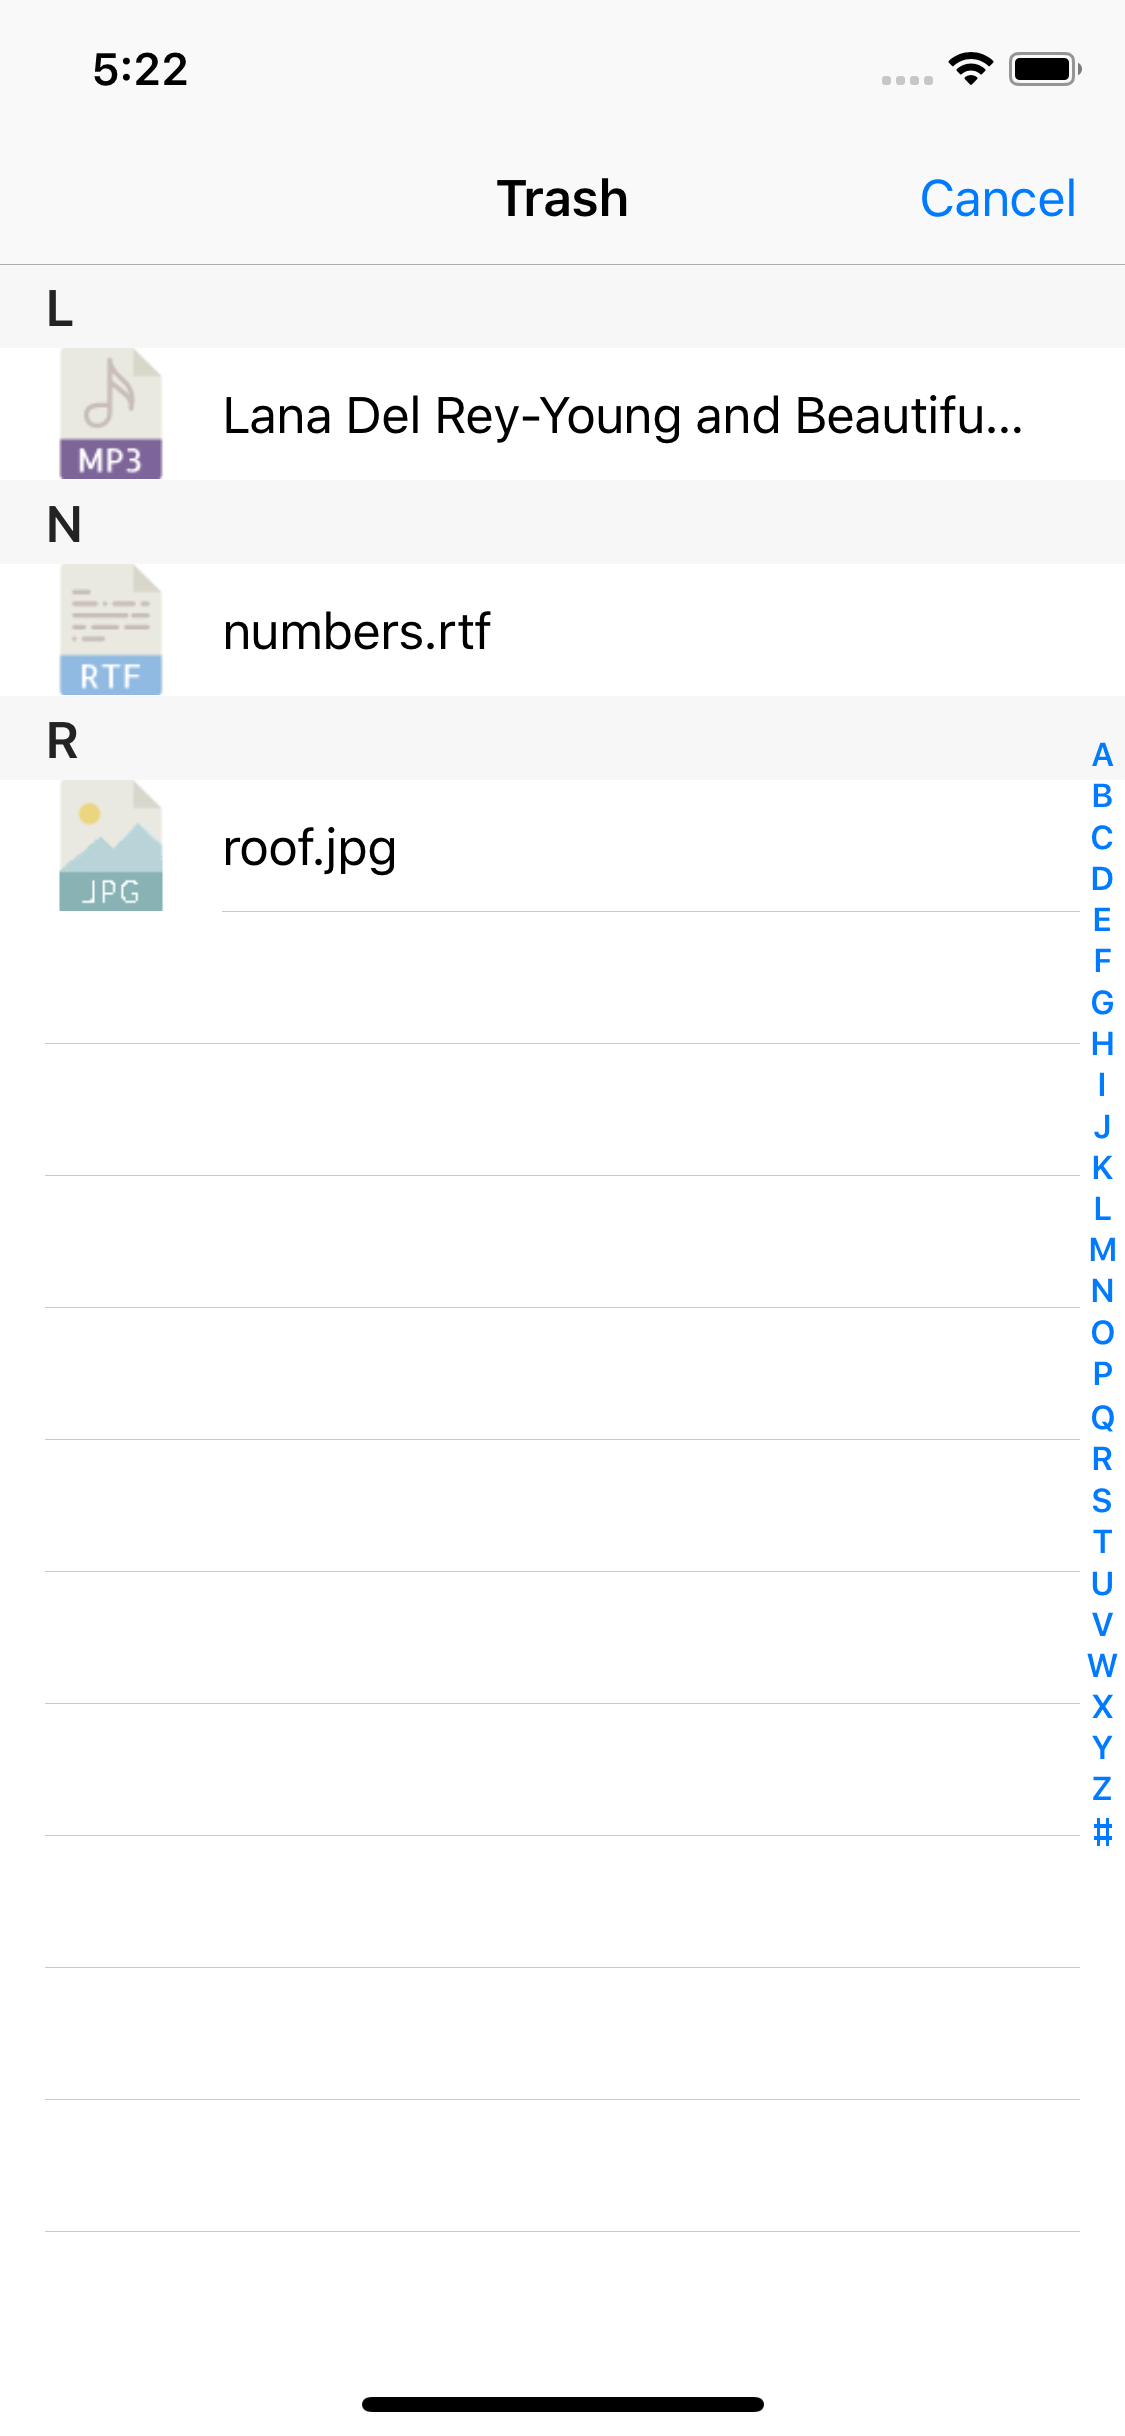 5:22
Trash
Cancel
L
MP3
Lana Del Rey-Young and Beautifu...
N
RTF
numbers.rtf
R
JPG
roof.jpg
A
B
C
D
E
F
G
H
I
J
K
L
M
N
O
P
Q
R
S
T
U
V
W
X
Y
Z
#